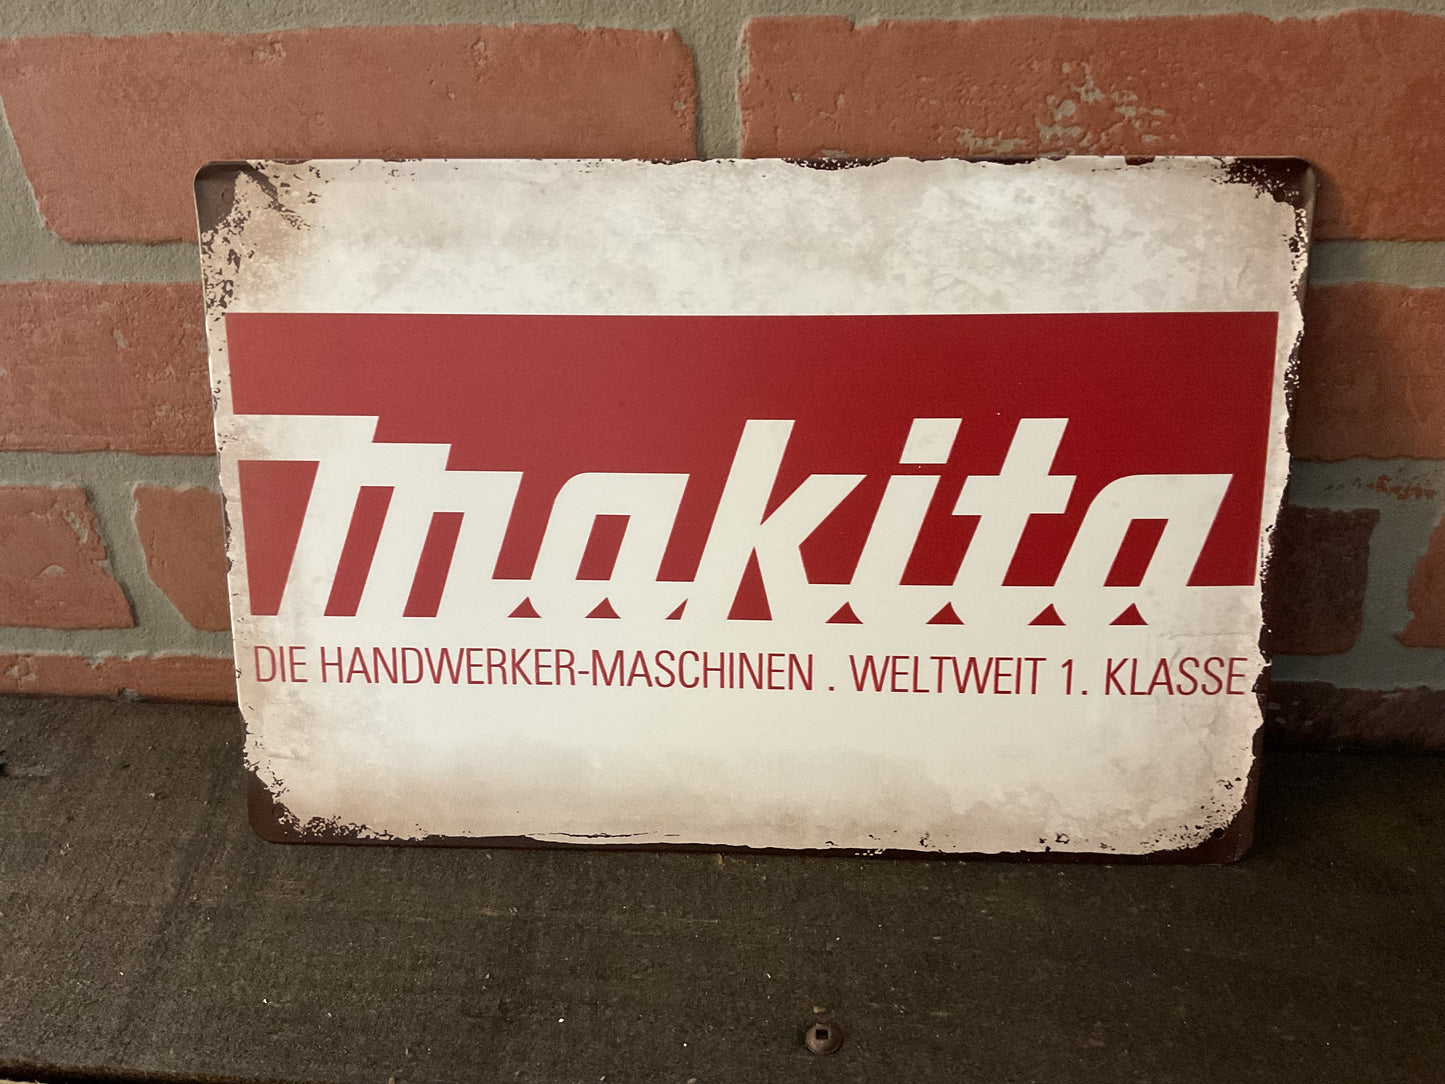 makita
DIE HANDWERKER-MASCHINEN . WELTWEIT 1. KLASSE